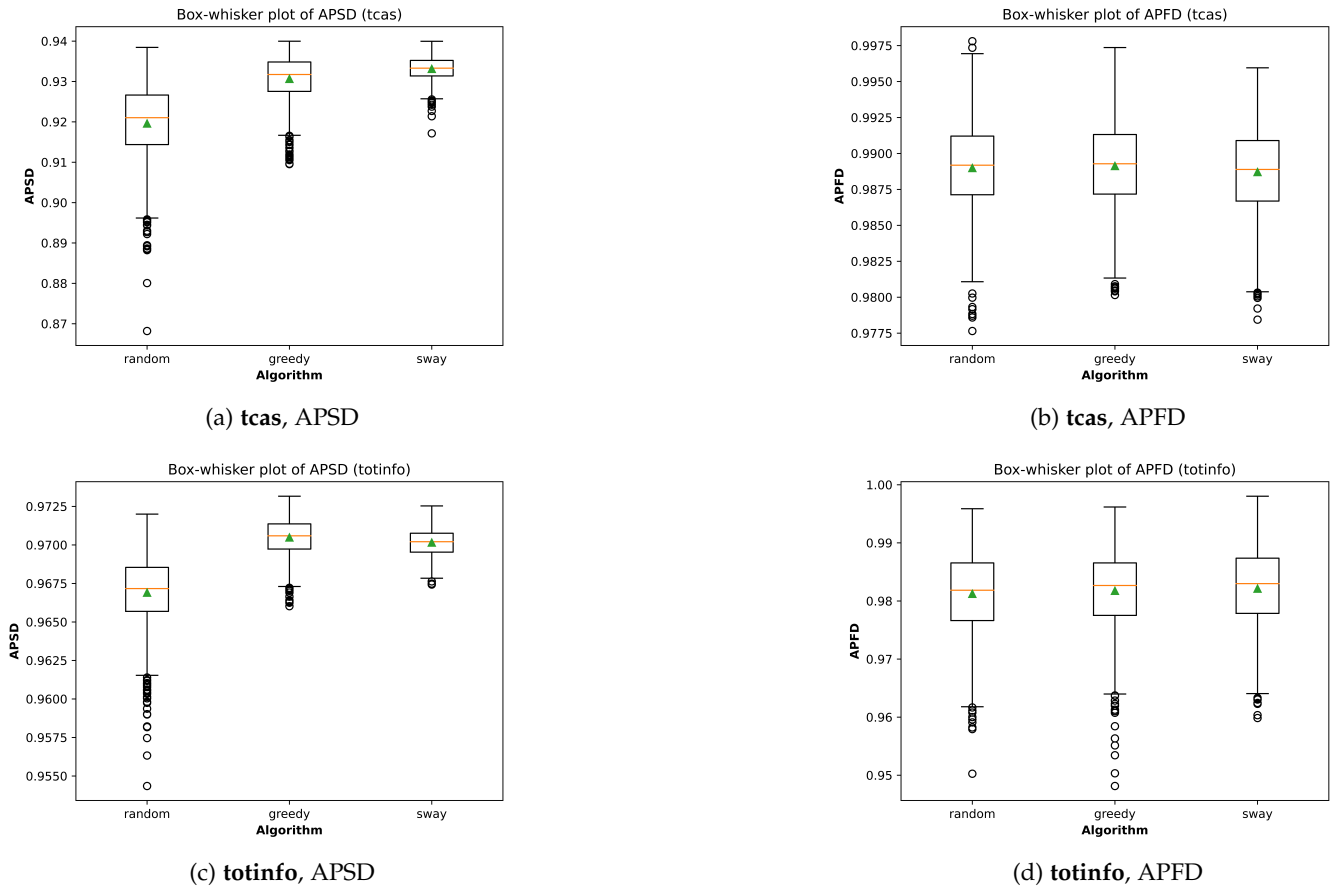 Box-whisker plot of APSD (tcas)
0.94
0.93
0.92
0.91
0.90
0.89
0.88
0.87
APSD
random greedy sway
Algorithm
(a) tcas, APSD
Box-whisker plot of APFD (tcas)
0.9975
0.9950
0.9925
0.9900
0.9875
0.9850
0.9825
0.9800
0.9775
APFD
random greedy sway
Algorithm
(b) tcas, APFD
Box-whisker plot of APSD (totinfo)
0.9725
0.9700
0.9675
0.9650
0.9625
0.9600
0.9575
0.9550
APSD
random greedy sway
Algorithm
(c) totinfo, APSD
Box-whisker plot of APFD (totinfo)
1.00
0.99
0.98
0.97
0.96
0.95
APFD
random greedy sway
Algorithm
(d) totinfo, APFD